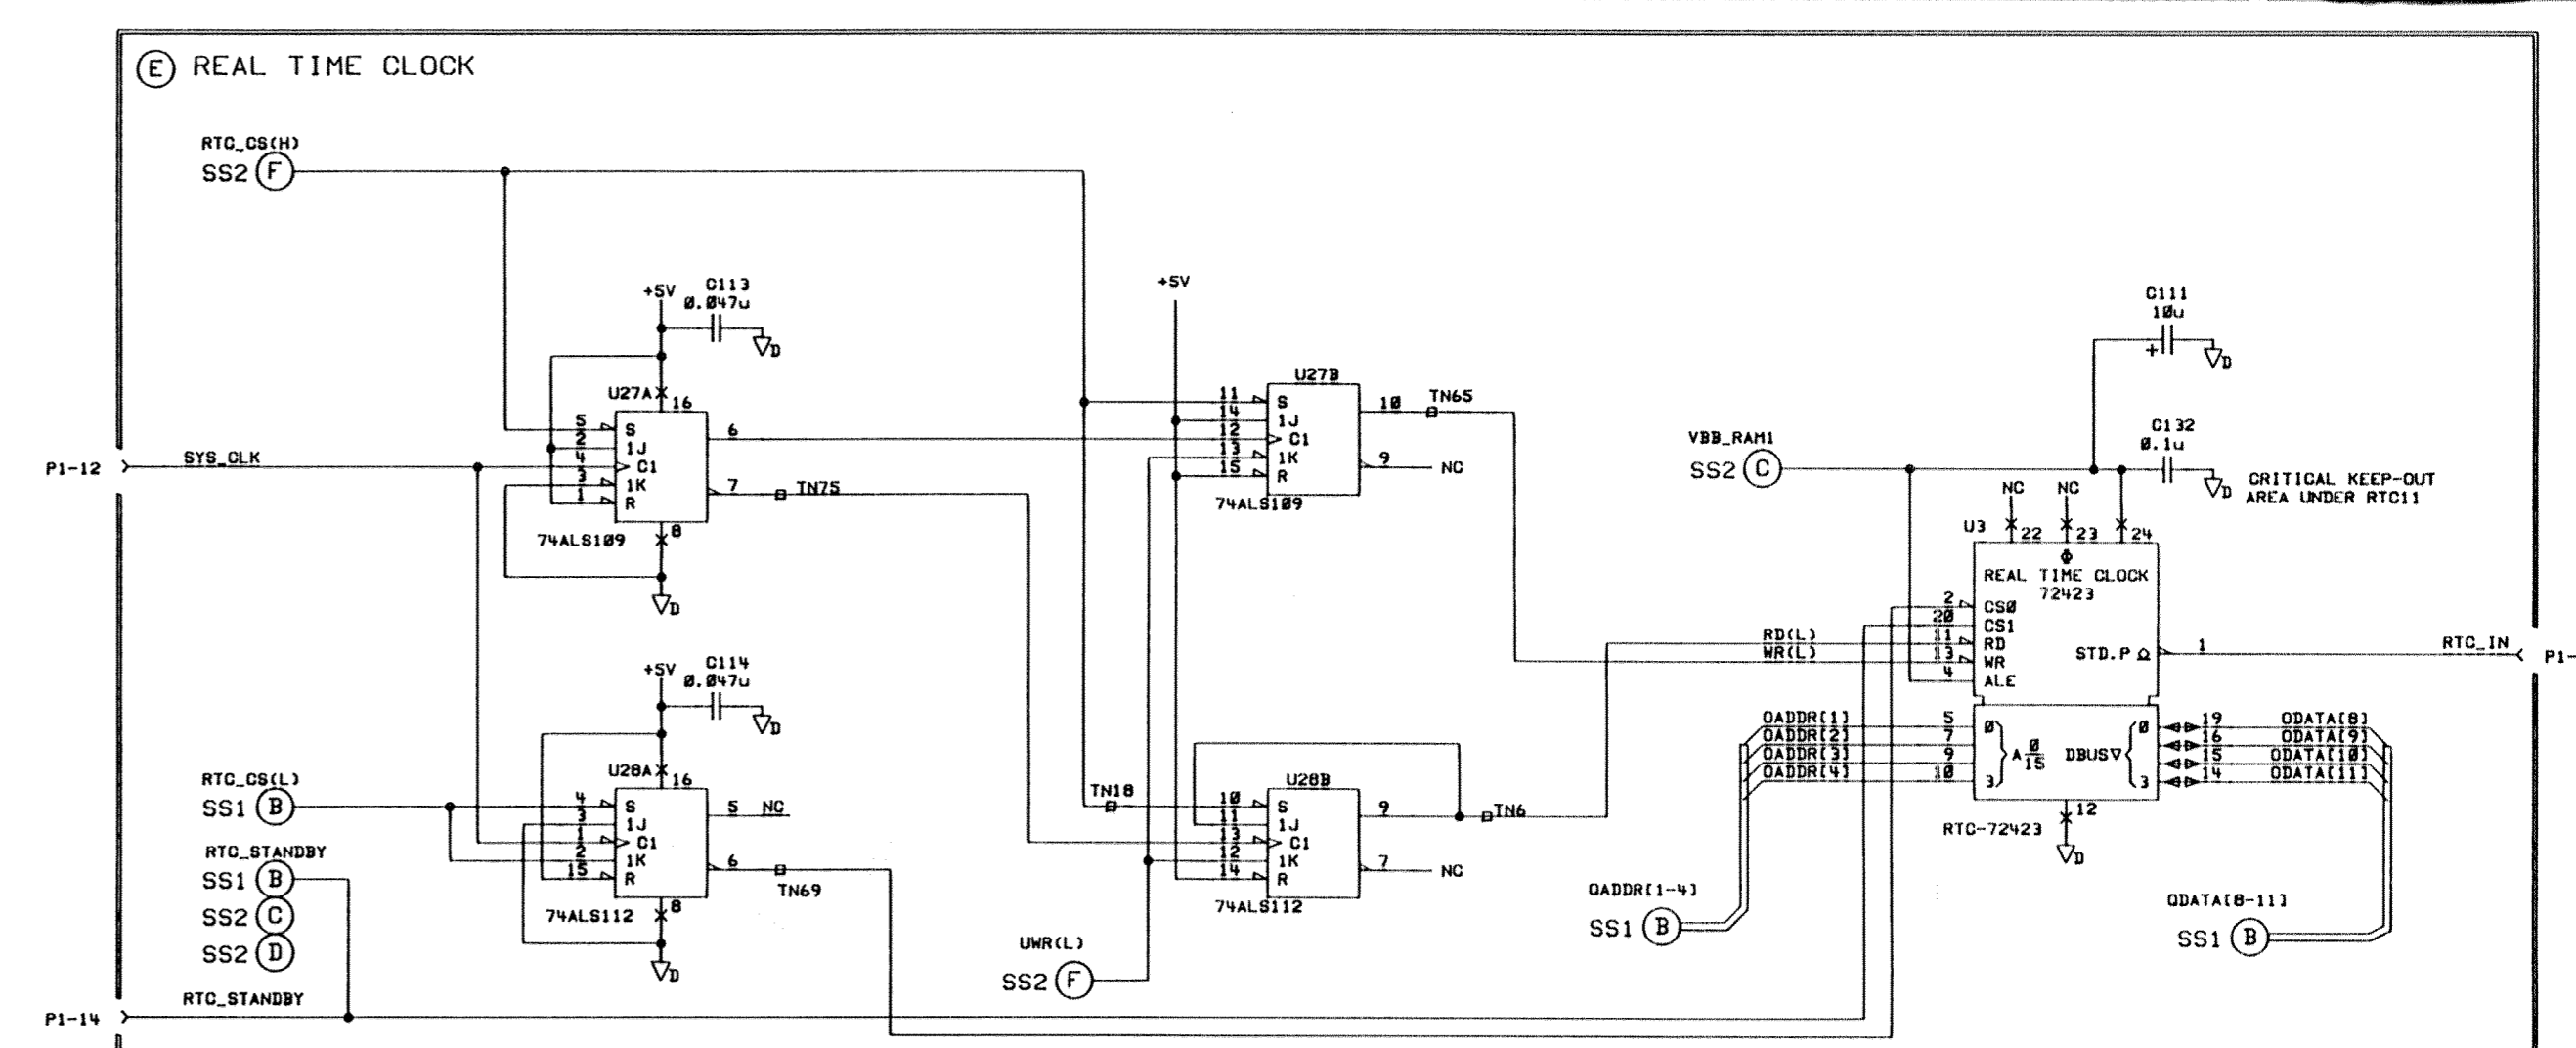 E REAL TIME CLOCK
RTC_CS(H)
SS2 F
+5V
C113
0.047u
D
U27A
16
5 S
2 1J
4 C1
3 1K
1 R
6
7 TN75
8
74ALS109
D
P1-12
SYS_CLK
+5V
C114
0.047u
D
U28A
16
RTC_CS(L)
SS1 B
4 S
3 1J
1 C1
2 1K
15 R
5 NC
6
TN69
74ALS112
8
D
RTC_STANDBY
SS1 B
SS2 C
SS2 D
RTC_STANDBY
P1-14
+5V
U27B
11 S
14 1J
12 C1
13 1K
15 R
10 TN65
9 NC
74ALS109
TN18
U28B
10 S
11 1J
13 C1
12 1K
14 R
9 TN6
7 NC
74ALS112
UWR(L)
SS2 F
C111
10u
+
D
VBB_RAM1
SS2 C
C132
0.1u
D
CRITICAL KEEP-OUT
AREA UNDER RTC11
NC NC
U3 22 23 24
Φ
REAL TIME CLOCK
72423
2 CS0
20 CS1
RD(L) 11 RD
WR(L) 13 WR
4 ALE
STD.P Ω 1
RTC_IN
P1-
OADDR[1] 5 0
OADDR[2] 7
OADDR[3] 9
OADDR[4] 10 3
A 0/15
DBUS▽
0 19 ODATA[8]
16 ODATA[9]
15 ODATA[10]
3 14 ODATA[11]
12
RTC-72423
D
OADDR[1-4]
SS1 B
ODATA[8-11]
SS1 B